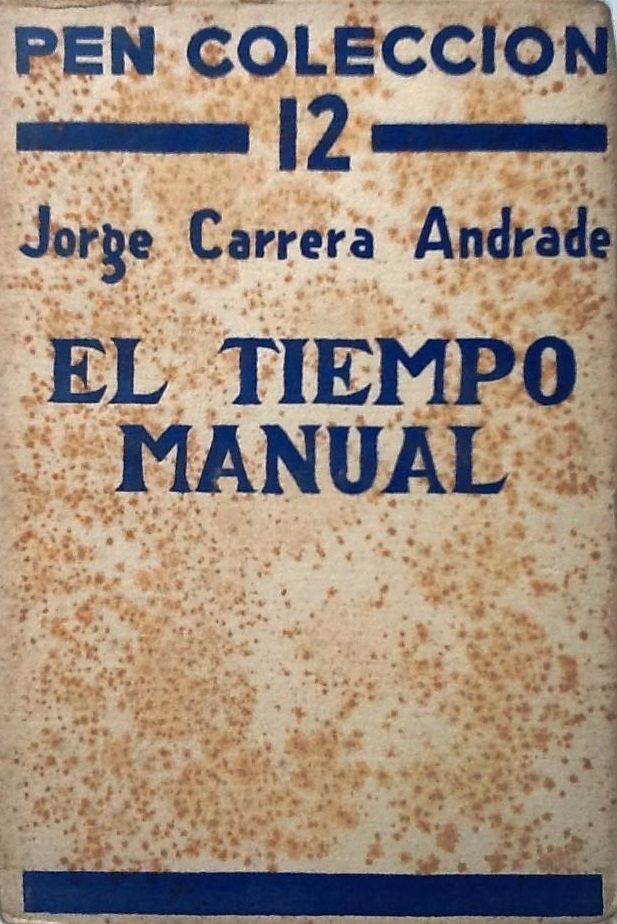 PEN COLECCION
12
Jorge Carrera Andrade
EL TIEMPO
MANUAL